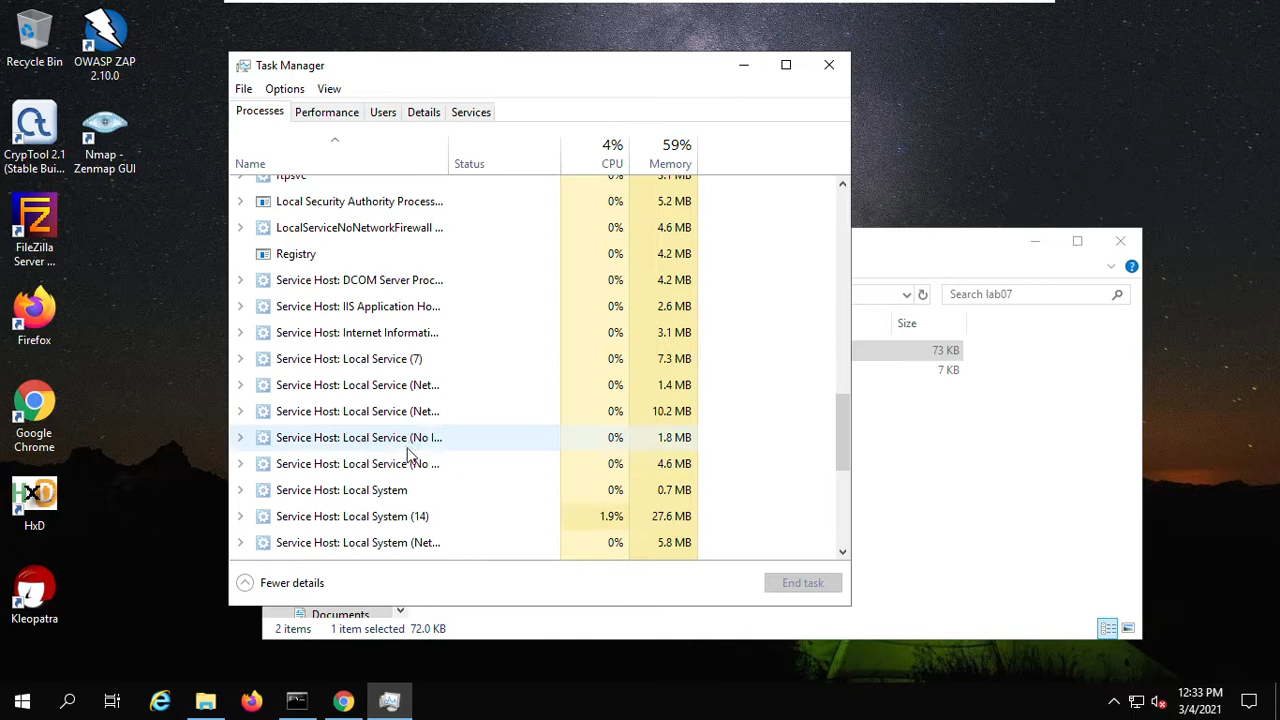 Recycle Bin
OWASP ZAP
2.10.0
CrypTool 2.1
(Stable Bui...
Nmap -
Zenmap GUI
FileZilla
Server ...
Firefox
Google
Chrome
HxD
Kleopatra
Task Manager
File Options View
Processes Performance Users Details Services
4% 59%
Name Status CPU Memory
0% 3.1 MB
Local Security Authority Process... 0% 5.2 MB
LocalServiceNoNetworkFirewall ... 0% 4.6 MB
Registry 0% 4.2 MB
Service Host: DCOM Server Proc... 0% 4.2 MB
Service Host: IIS Application Ho... 0% 2.6 MB
Service Host: Internet Informati... 0% 3.1 MB
Service Host: Local Service (7) 0% 7.3 MB
Service Host: Local Service (Net... 0% 1.4 MB
Service Host: Local Service (Net... 0% 10.2 MB
Service Host: Local Service (No I... 0% 1.8 MB
Service Host: Local Service (No ... 0% 4.6 MB
Service Host: Local System 0% 0.7 MB
Service Host: Local System (14) 1.9% 27.6 MB
Service Host: Local System (Net... 0% 5.8 MB
Fewer details End task
Search lab07
Size
73 KB
7 KB
Documents
2 items 1 item selected 72.0 KB
12:33 PM
3/4/2021